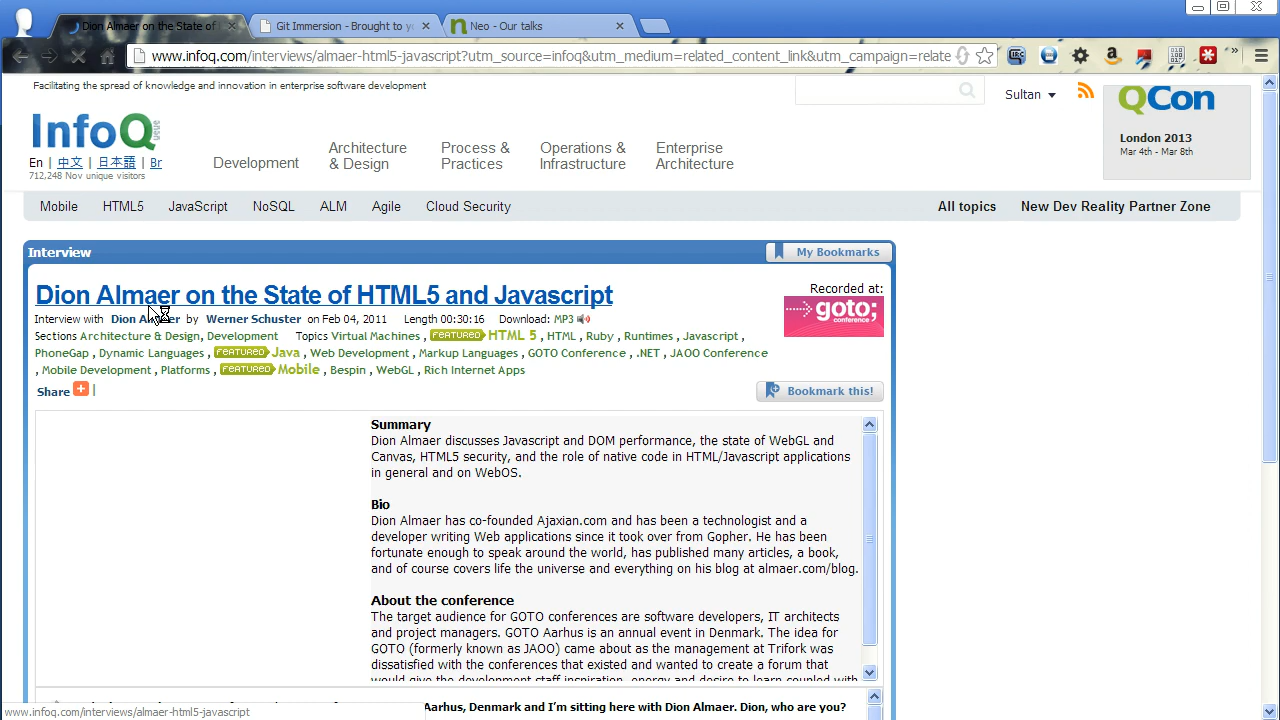 Dion Almaer on the State of
Git Immersion - Brought to y
Neo - Our talks
www.infoq.com/interviews/almaer-html5-javascript?utm_source=infoq&utm_medium=related_content_link&utm_campaign=relate
Facilitating the spread of knowledge and innovation in enterprise software development
Sultan
QCon
London 2013
Mar 4th - Mar 8th
InfoQ
En | 中文 | 日本語 | Br
712,248 Nov unique visitors
Development
Architecture & Design
Process & Practices
Operations & Infrastructure
Enterprise Architecture
Mobile HTML5 JavaScript NoSQL ALM Agile Cloud Security All topics New Dev Reality Partner Zone
Interview
My Bookmarks
Dion Almaer on the State of HTML5 and Javascript
Recorded at:
goto;
conference
Interview with Dion Almaer by Werner Schuster on Feb 04, 2011 Length 00:30:16 Download: MP3
Sections Architecture & Design, Development Topics Virtual Machines , FEATURED HTML 5 , HTML , Ruby , Runtimes , Javascript ,
PhoneGap , Dynamic Languages , FEATURED Java , Web Development , Markup Languages , GOTO Conference , .NET , JAOO Conference
, Mobile Development , Platforms , FEATURED Mobile , Bespin , WebGL , Rich Internet Apps
Share |
Bookmark this!
Summary
Dion Almaer discusses Javascript and DOM performance, the state of WebGL and
Canvas, HTML5 security, and the role of native code in HTML/Javascript applications
in general and on WebOS.
Bio
Dion Almaer has co-founded Ajaxian.com and has been a technologist and a
developer writing Web applications since it took over from Gopher. He has been
fortunate enough to speak around the world, has published many articles, a book,
and of course covers life the universe and everything on his blog at almaer.com/blog.
About the conference
The target audience for GOTO conferences are software developers, IT architects
and project managers. GOTO Aarhus is an annual event in Denmark. The idea for
GOTO (formerly known as JAOO) came about as the management at Trifork was
dissatisfied with the conferences that existed and wanted to create a forum that
would give the development staff inspiration, energy and desire to learn coupled with
Aarhus, Denmark and I'm sitting here with Dion Almaer. Dion, who are you?
www.infoq.com/interviews/almaer-html5-javascript